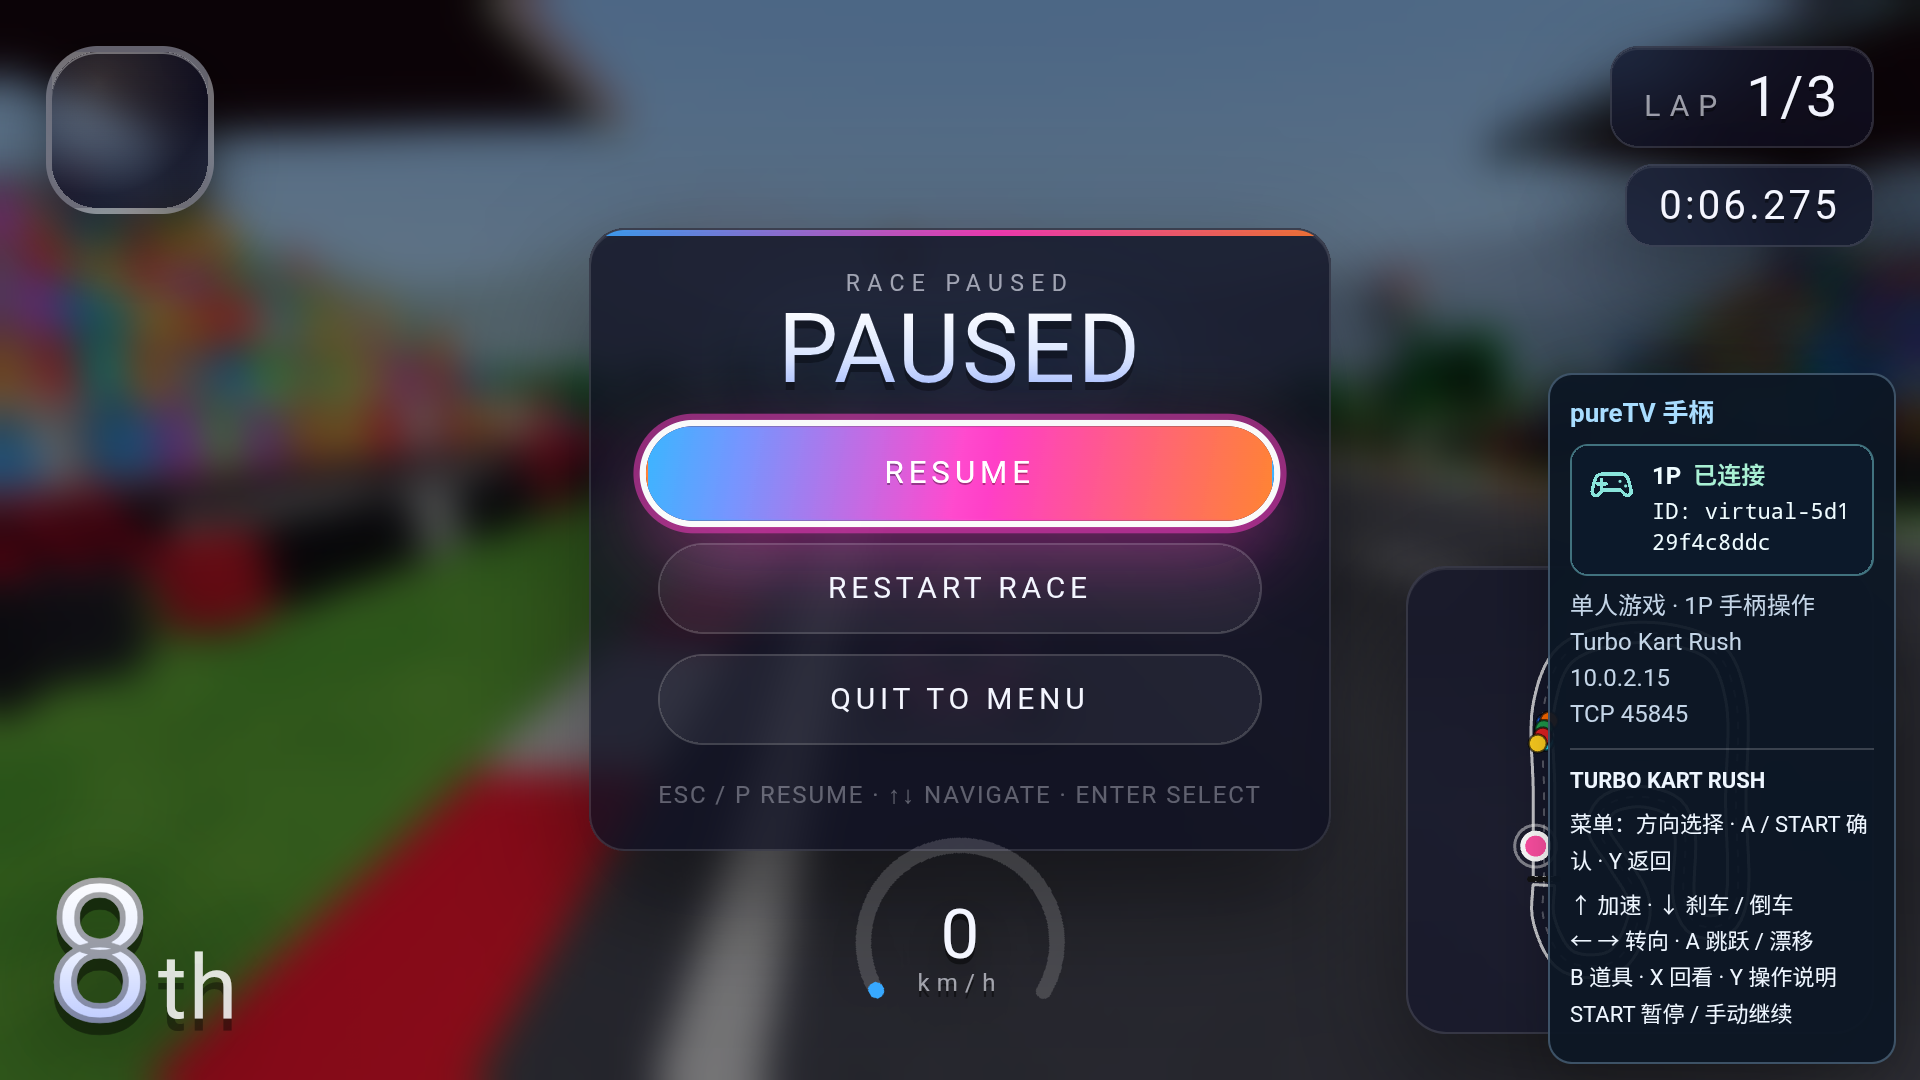 LAP 1/3
0:06.275
RACE PAUSED
PAUSED
RESUME
RESTART RACE
QUIT TO MENU
ESC / P RESUME · ↑↓ NAVIGATE · ENTER SELECT
8th
0
km/h
pureTV 手柄
1P 已连接
ID: virtual-5d1
29f4c8ddc
单人游戏 · 1P 手柄操作
Turbo Kart Rush
10.0.2.15
TCP 45845
TURBO KART RUSH
菜单：方向选择 · A / START 确
认 · Y 返回
↑ 加速 · ↓ 刹车 / 倒车
← → 转向 · A 跳跃 / 漂移
B 道具 · X 回看 · Y 操作说明
START 暂停 / 手动继续